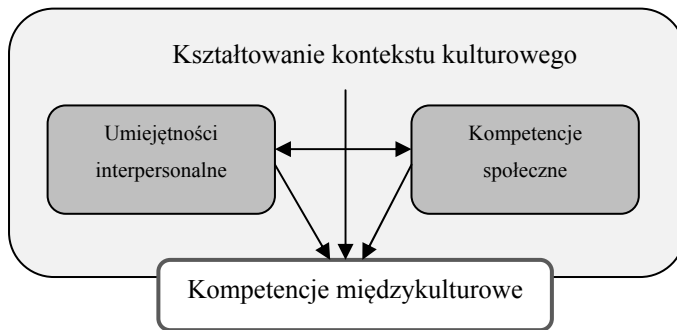 Kształtowanie kontekstu kulturowego
Umiejętności
interpersonalne
Kompetencje
społeczne
Kompetencje międzykulturowe